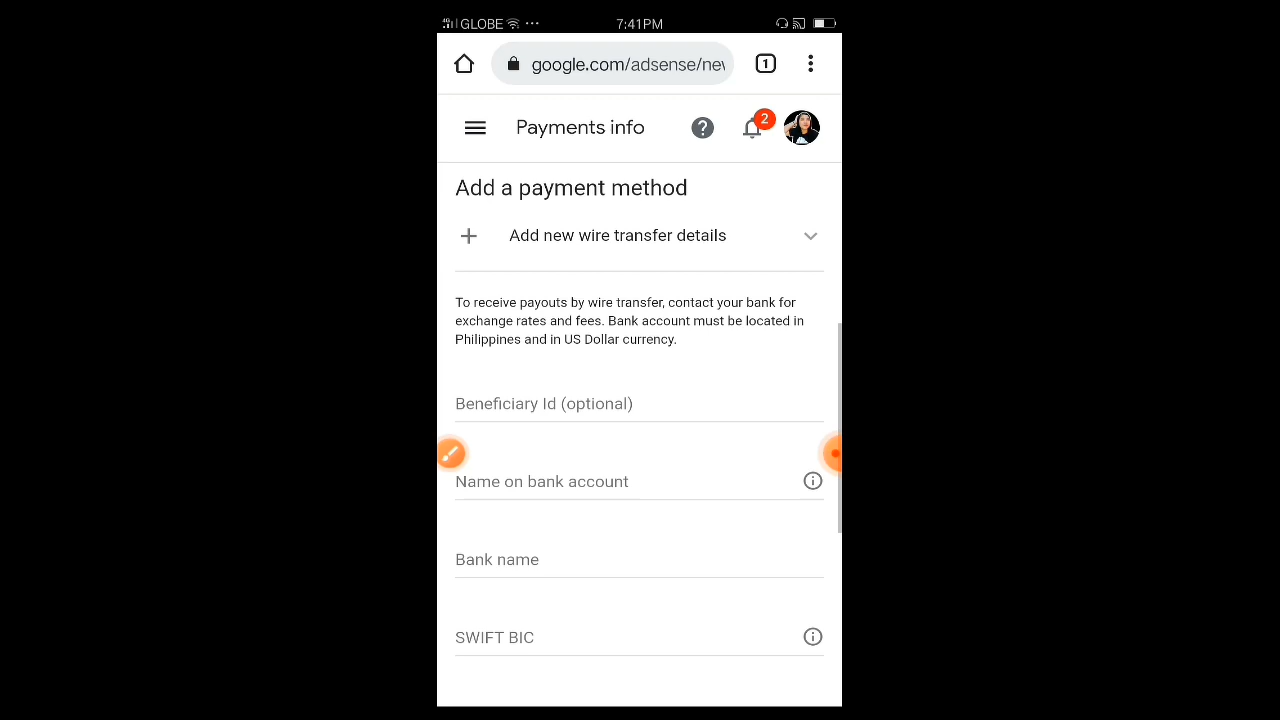 4G GLOBE ... 7:41PM
google.com/adsense/nev
1
Payments info
2
Add a payment method
Add new wire transfer details
To receive payouts by wire transfer, contact your bank for
exchange rates and fees. Bank account must be located in
Philippines and in US Dollar currency.
Beneficiary Id (optional)
Name on bank account
Bank name
SWIFT BIC